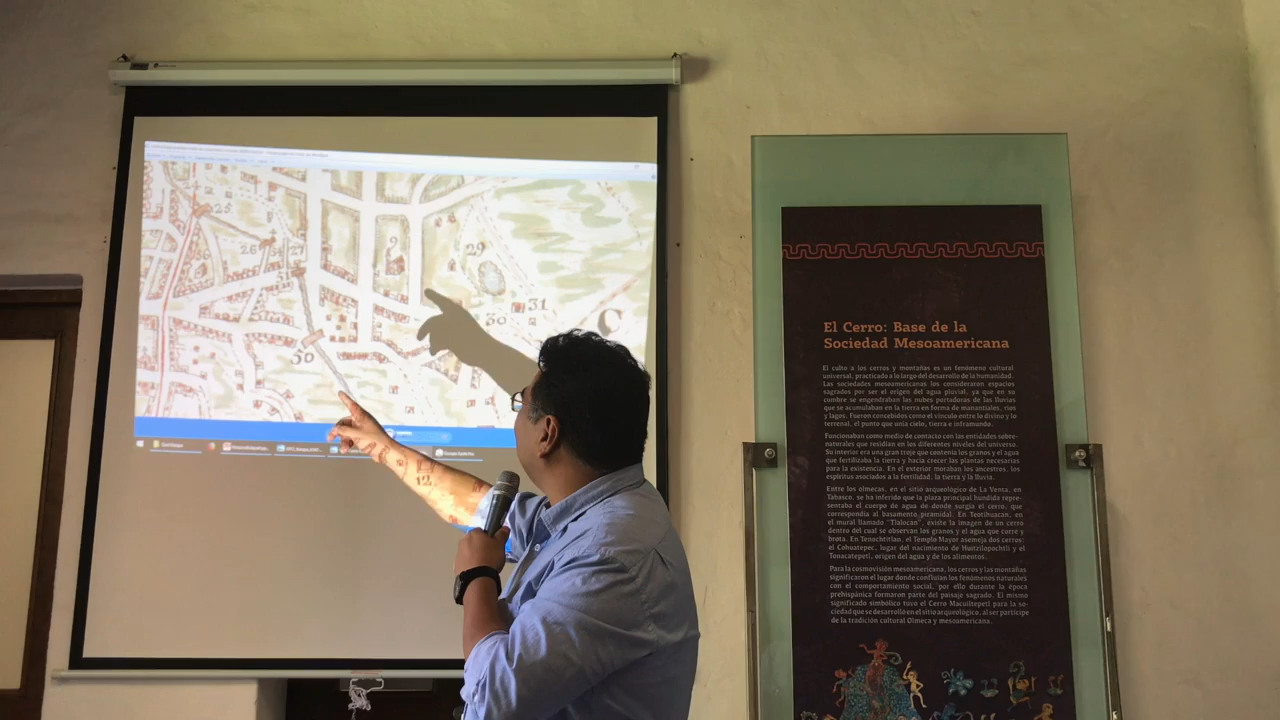 25
26
27
9
29
30
31
C
50
12
El Cerro: Base de la
Sociedad Mesoamericana
El culto a los cerros y montañas es un fenómeno cultural
universal, practicado a lo largo del desarrollo de la humanidad.
Las sociedades mesoamericanas los consideraron espacios
sagrados por ser el origen del agua pluvial, ya que en su
cumbre se engendraban las nubes portadoras de las lluvias
que se acumulaban en la tierra en forma de manantiales, ríos
y lagos. Fueron concebidos como el vínculo entre lo divino y lo
terrenal, el punto que unía cielo, tierra e inframundo.
Funcionaban como medio de contacto con las entidades sobre-
naturales que residían en los diferentes niveles del universo.
Su interior era una gran troje que contenía los granos y el agua
que fertilizaba la tierra y hacía crecer las plantas necesarias
para la existencia. En el exterior moraban los ancestros, los
espíritus asociados a la fertilidad, la tierra y la lluvia.
Entre los olmecas, en el sitio arqueológico de La Venta, en
Tabasco, se ha inferido que la plaza principal hundida repre-
sentaba el cuerpo de agua de donde surgía el cerro, que
correspondía al basamento piramidal. En Teotihuacan, en
el mural llamado "Tlalocan", existe la imagen de un cerro
dentro del cual se observan los granos y el agua que corre y
brota. En Tenochtitlan, el Templo Mayor asemeja dos cerros:
el Cohuatepec, lugar del nacimiento de Huitzilopochtli y el
Tonacatepetl, origen del agua y de los alimentos.
Para la cosmovisión mesoamericana, los cerros y las montañas
significaron el lugar donde confluían los fenómenos naturales
con el comportamiento social, por ello durante la época
prehispánica formaron parte del paisaje sagrado. El mismo
significado simbólico tuvo el Cerro Macuiltepetl para la so-
ciedad que se desarrolló en el sitio arqueológico, al ser partícipe
de la tradición cultural Olmeca y mesoamericana.